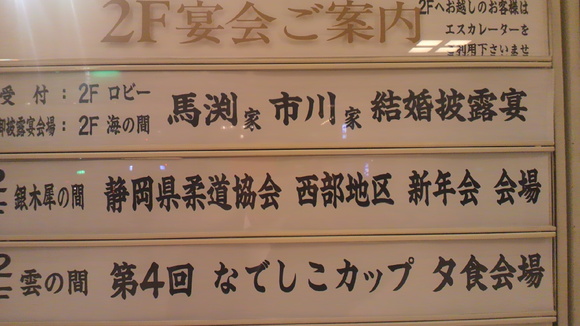 2F宴会ご案内
2Fへお越しのお客様は
エスカレーターを
ご利用下さいませ
受 付 : 2F ロビー
御披露宴会場 : 2F 海の間
馬渕家 市川家 結婚披露宴
銀木犀の間 静岡県柔道協会 西部地区 新年会 会場
雲の間 第4回 なでしこカップ 夕食会場